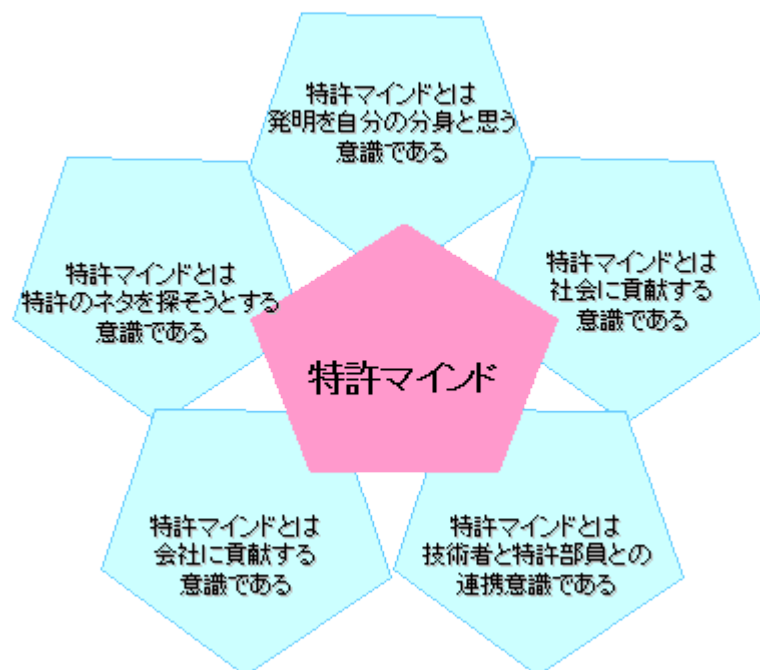 特許マインドとは
発明を自分の分身と思う
意識である
特許マインドとは
特許のネタを探そうとする
意識である
特許マインドとは
社会に貢献する
意識である
特許マインド
特許マインドとは
会社に貢献する
意識である
特許マインドとは
技術者と特許部員との
連携意識である